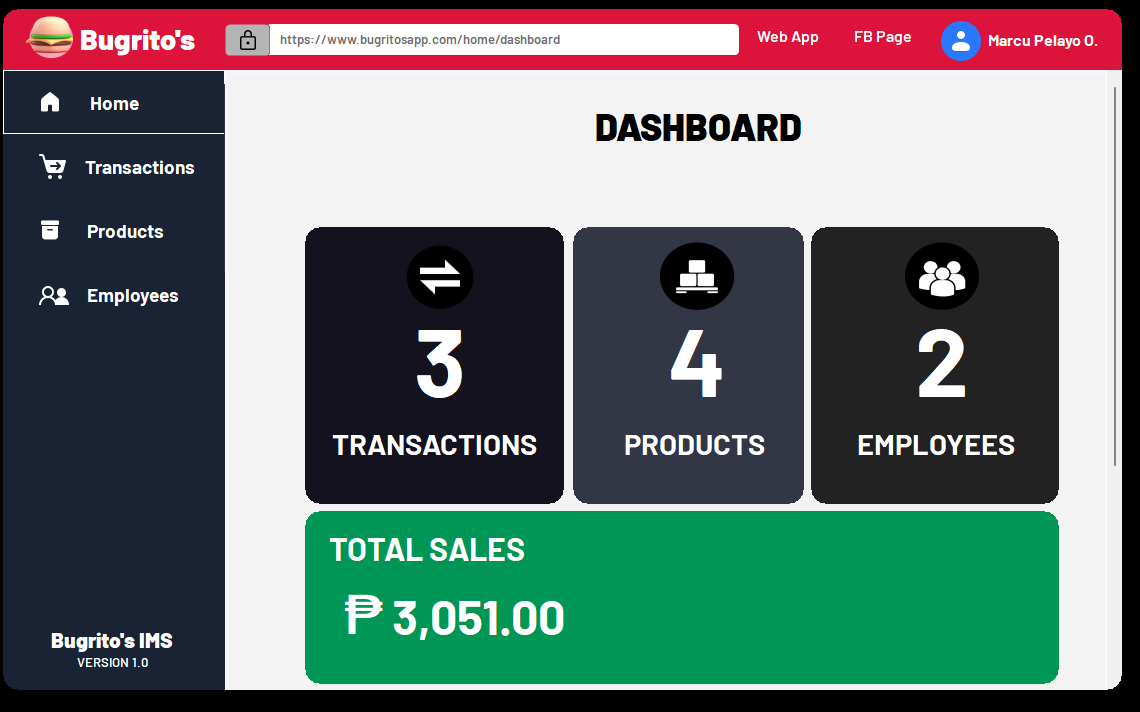 Bugrito's
https://www.bugritosapp.com/home/dashboard
Web App
FB Page
Marcu Pelayo O.
Home
Transactions
Products
Employees
Bugrito's IMS
VERSION 1.0
DASHBOARD
3
TRANSACTIONS
4
PRODUCTS
2
EMPLOYEES
TOTAL SALES
₱ 3,051.00